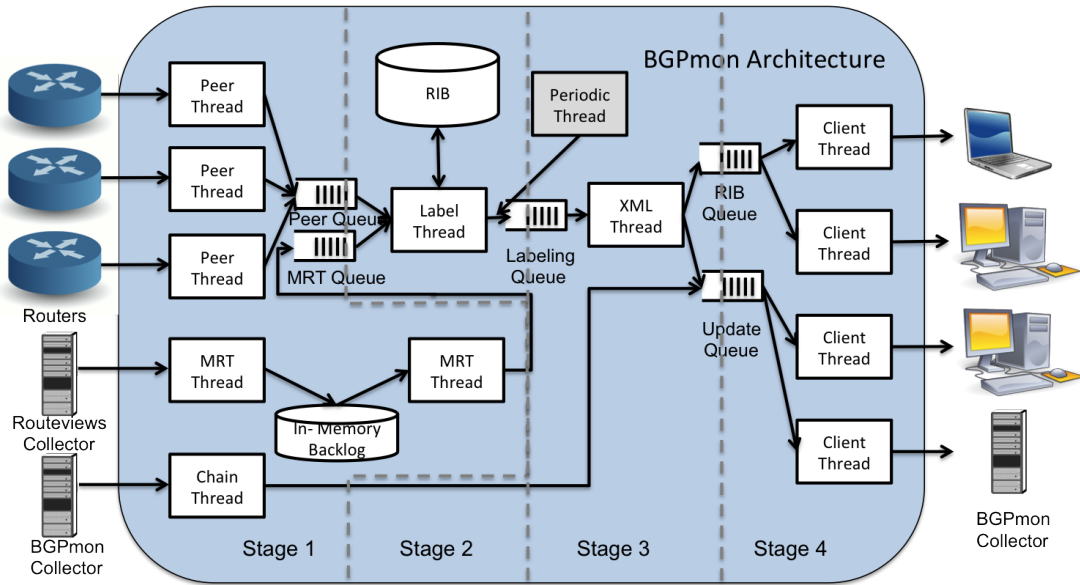 BGPmon Architecture
Peer
Thread
RIB
Periodic
Thread
Client
Thread
Peer
Thread
Peer Queue
Label
Thread
Labeling
Queue
XML
Thread
RIB
Queue
Client
Thread
Peer
Thread
MRT Queue
Routers
Update
Queue
Client
Thread
MRT
Thread
MRT
Thread
Routeviews
Collector
In- Memory
Backlog
Client
Thread
Chain
Thread
BGPmon
Collector
BGPmon
Collector
Stage 1
Stage 2
Stage 3
Stage 4